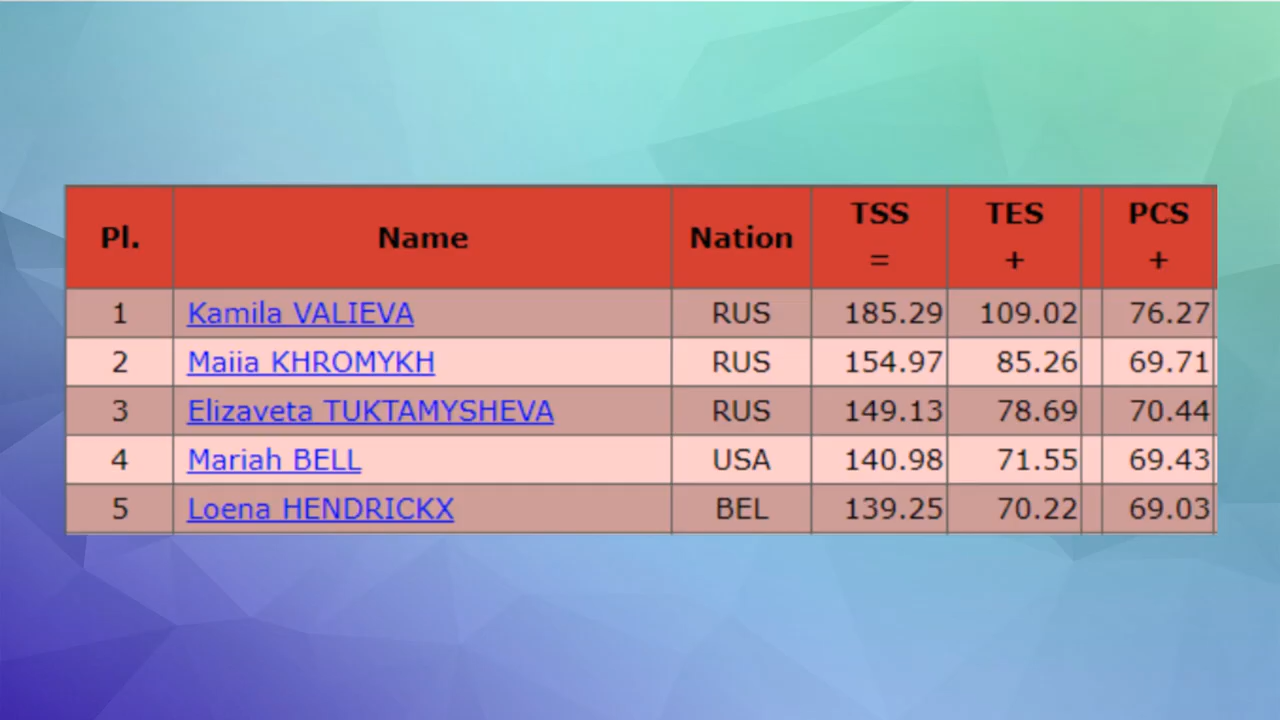 Pl. Name Nation TSS = TES + PCS +
1 Kamila VALIEVA RUS 185.29 109.02 76.27
2 Maiia KHROMYKH RUS 154.97 85.26 69.71
3 Elizaveta TUKTAMYSHEVA RUS 149.13 78.69 70.44
4 Mariah BELL USA 140.98 71.55 69.43
5 Loena HENDRICKX BEL 139.25 70.22 69.03